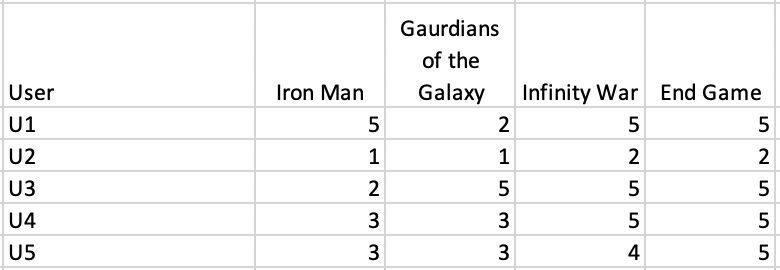 Gaurdians
of the
User Iron Man Galaxy Infinity War End Game
U1 5 2 5 5
U2 1 1 2 2
U3 2 5 5 5
U4 3 3 5 5
U5 3 3 4 5